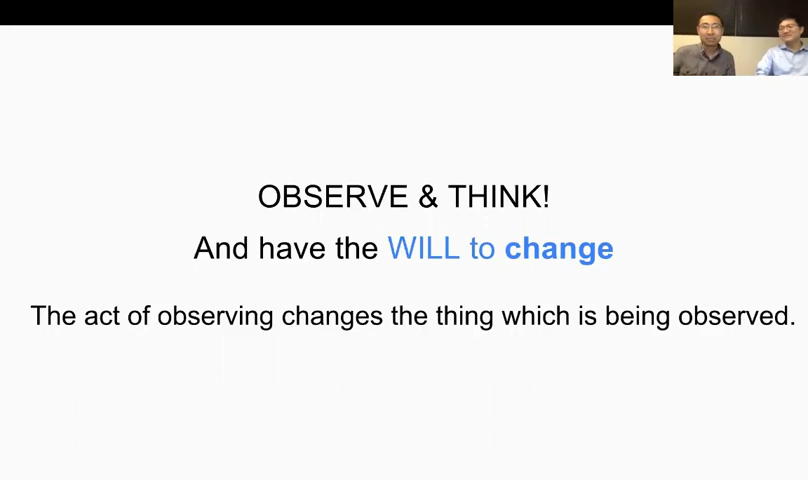 OBSERVE & THINK!
And have the WILL to change
The act of observing changes the thing which is being observed.